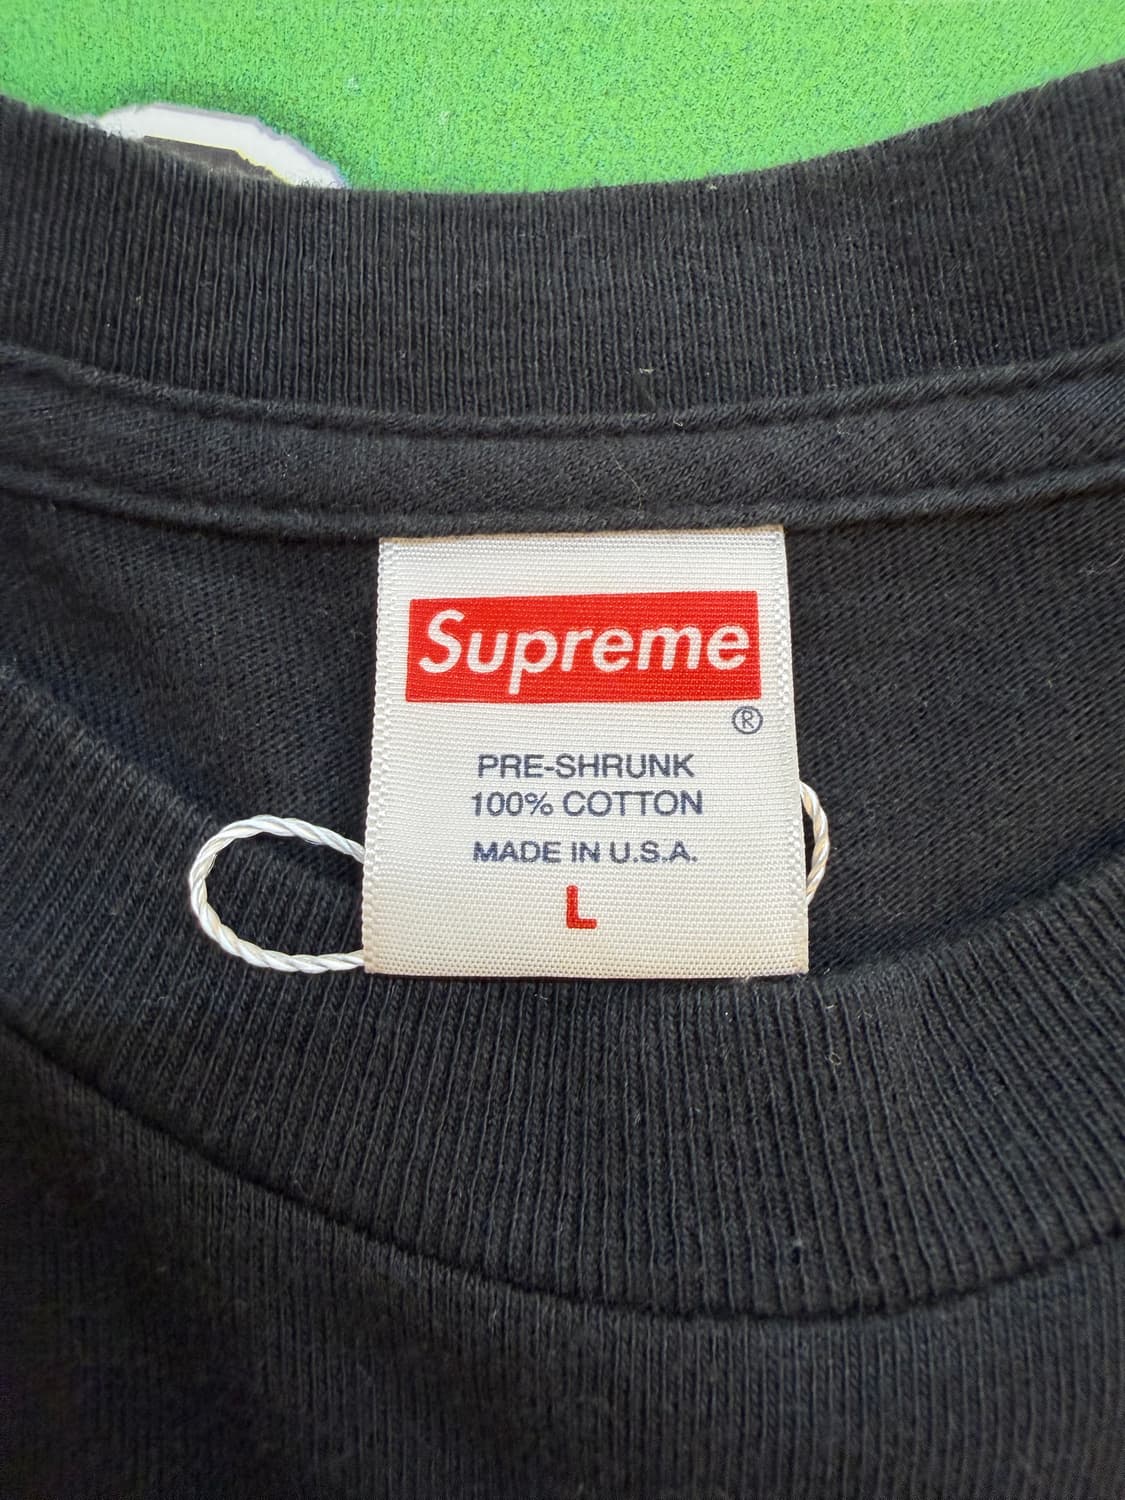 Supreme
®
PRE-SHRUNK
100% COTTON
MADE IN U.S.A.
L